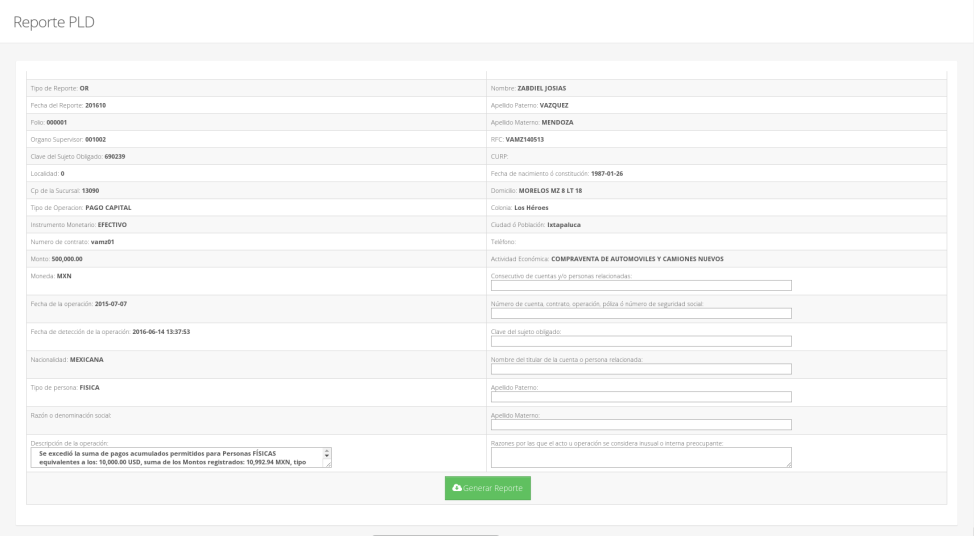 Reporte PLD
Tipo de Reporte: OR
Nombre: ZABDIEL JOSIAS
Fecha del Reporte: 201610
Apellido Paterno: VAZQUEZ
Folio: 000001
Apellido Materno: MENDOZA
Organo Supervisor: 001002
RFC: VAMZ140513
Clave del Sujeto Obligado: 690239
CURP:
Localidad: 0
Fecha de nacimiento ó constitución: 1987-01-26
Cp de la Sucursal: 13090
Domicilio: MORELOS MZ 8 LT 18
Tipo de Operacion: PAGO CAPITAL
Colonia: Los Héroes
Instrumento Monetario: EFECTIVO
Ciudad ó Población: Ixtapaluca
Numero de contrato: vamz01
Teléfono:
Monto: 500,000.00
Actividad Económica: COMPRAVENTA DE AUTOMOVILES Y CAMIONES NUEVOS
Moneda: MXN
Consecutivo de cuentas y/o personas relacionadas:
Fecha de la operación: 2015-07-07
Número de cuenta, contrato, operación, póliza ó número de seguridad social:
Fecha de detección de la operación: 2016-06-14 13:37:53
Clave del sujeto obligado:
Nacionalidad: MEXICANA
Nombre del titular de la cuenta o persona relacionada:
Tipo de persona: FISICA
Apellido Paterno
Razón o denominación social:
Apellido Materno:
Descripción de la operación:
Se excedió la suma de pagos acumulados permitidos para Personas FÍSICAS
equivalentes a los: 10,000.00 USD, suma de los Montos registrados: 10,992.94 MXN, tipo
Razones por las que el acto u operación se considera inusual o interna preocupante:
Generar Reporte